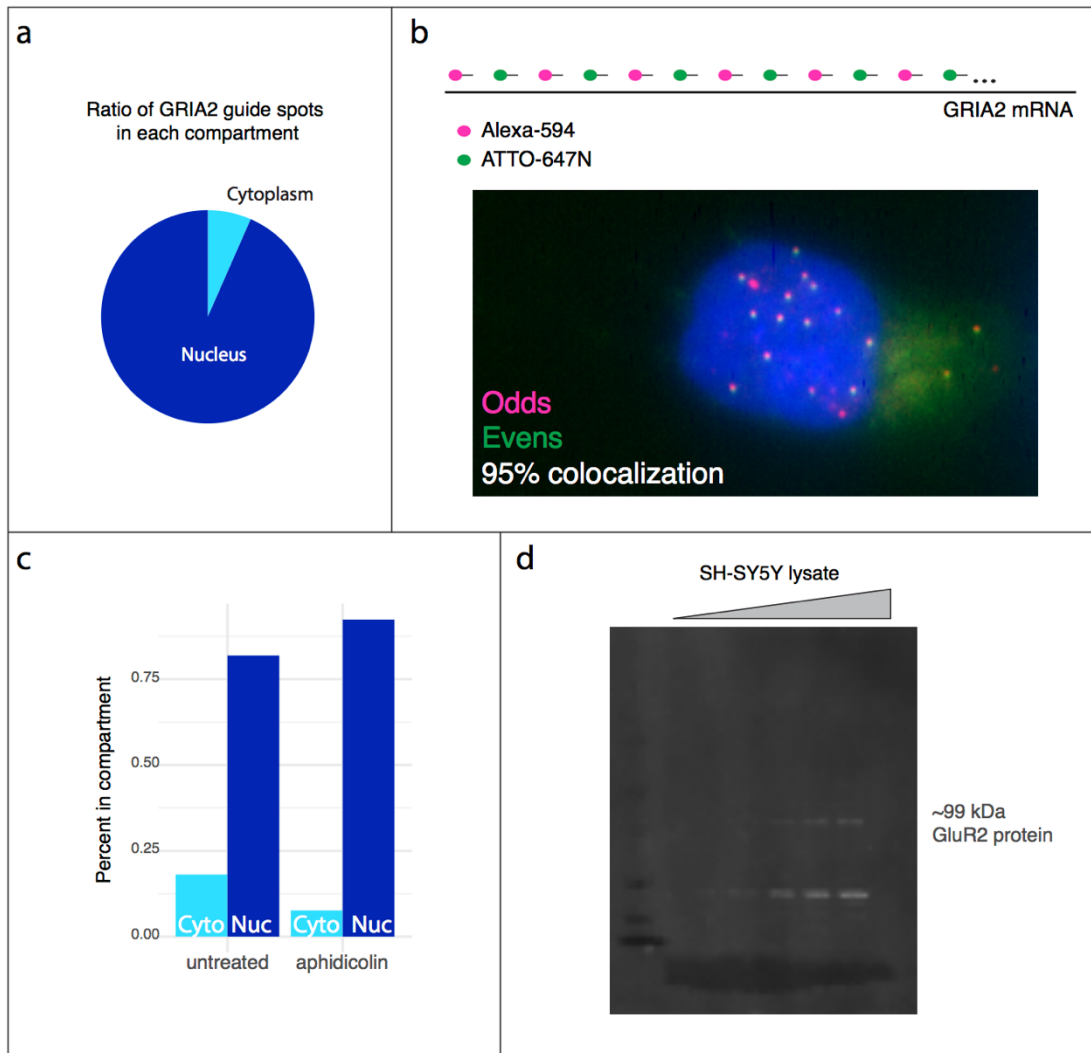 a
Ratio of GRIA2 guide spots
in each compartment
Cytoplasm
Nucleus
b
...
GRIA2 mRNA
Alexa-594
ATTO-647N
Odds
Evens
95% colocalization
c
Percent in compartment
0.75
0.50
0.25
0.00
Cyto Nuc
Cyto Nuc
untreated
aphidicolin
d
SH-SY5Y lysate
~99 kDa
GluR2 protein